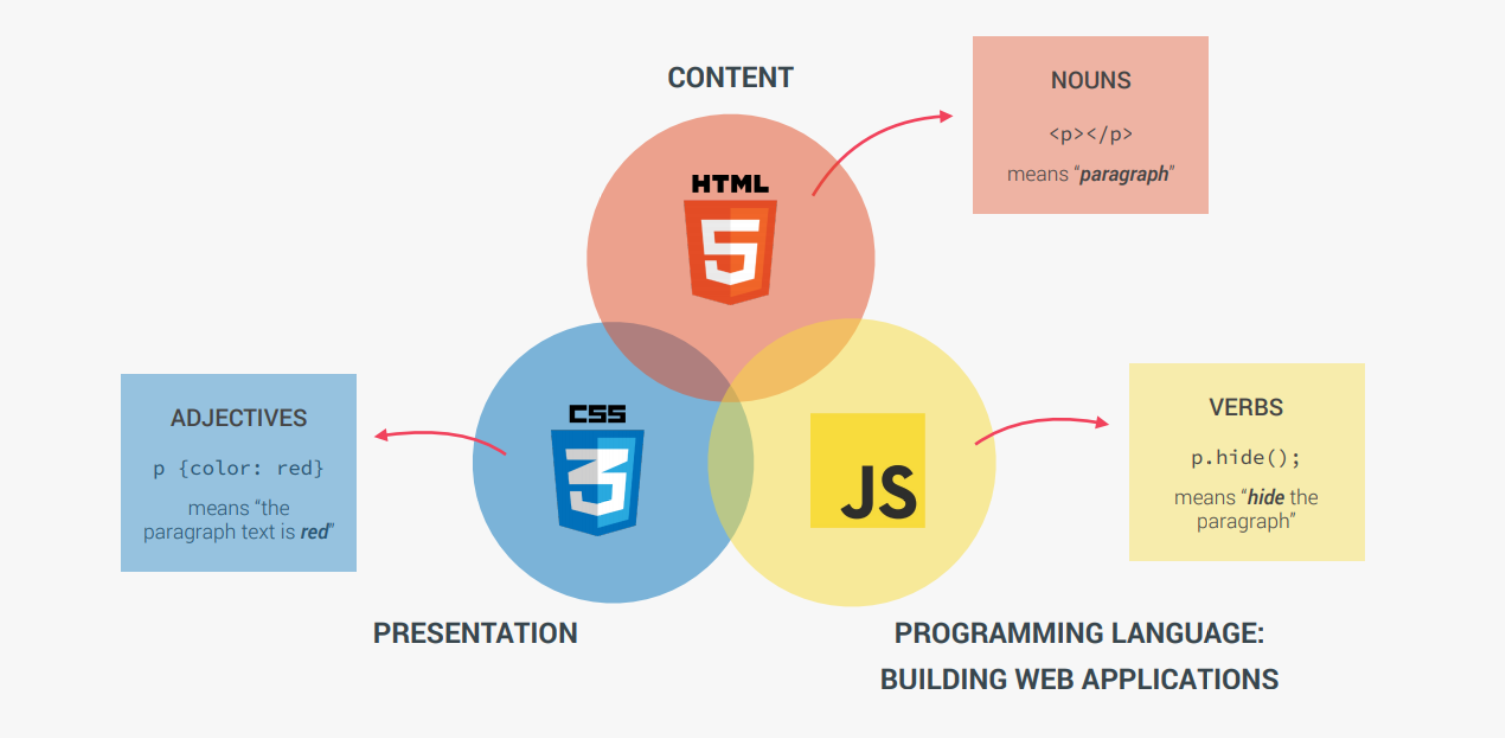 CONTENT
HTML
5
NOUNS
<p></p>
means “paragraph”
CSS
3
ADJECTIVES
p {color: red}
means “the
paragraph text is red”
JS
VERBS
p.hide();
means “hide the
paragraph”
PRESENTATION
PROGRAMMING LANGUAGE:
BUILDING WEB APPLICATIONS